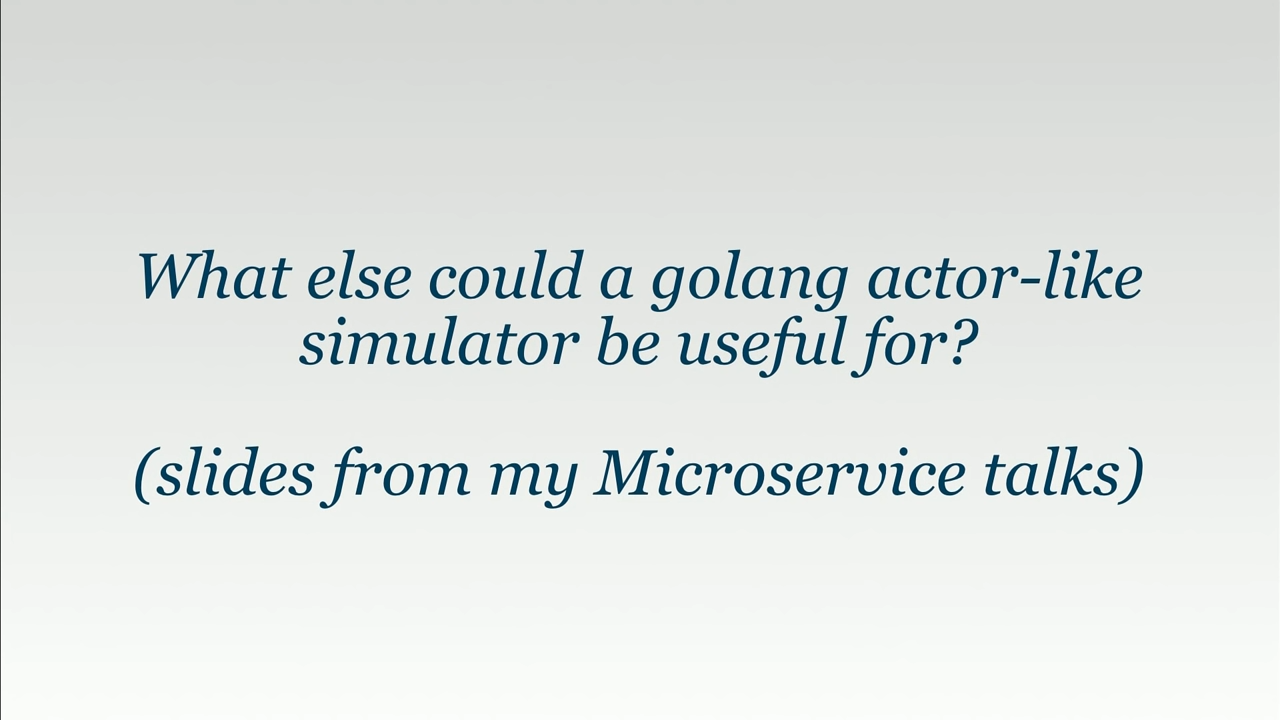 What else could a golang actor-like
simulator be useful for?
(slides from my Microservice talks)